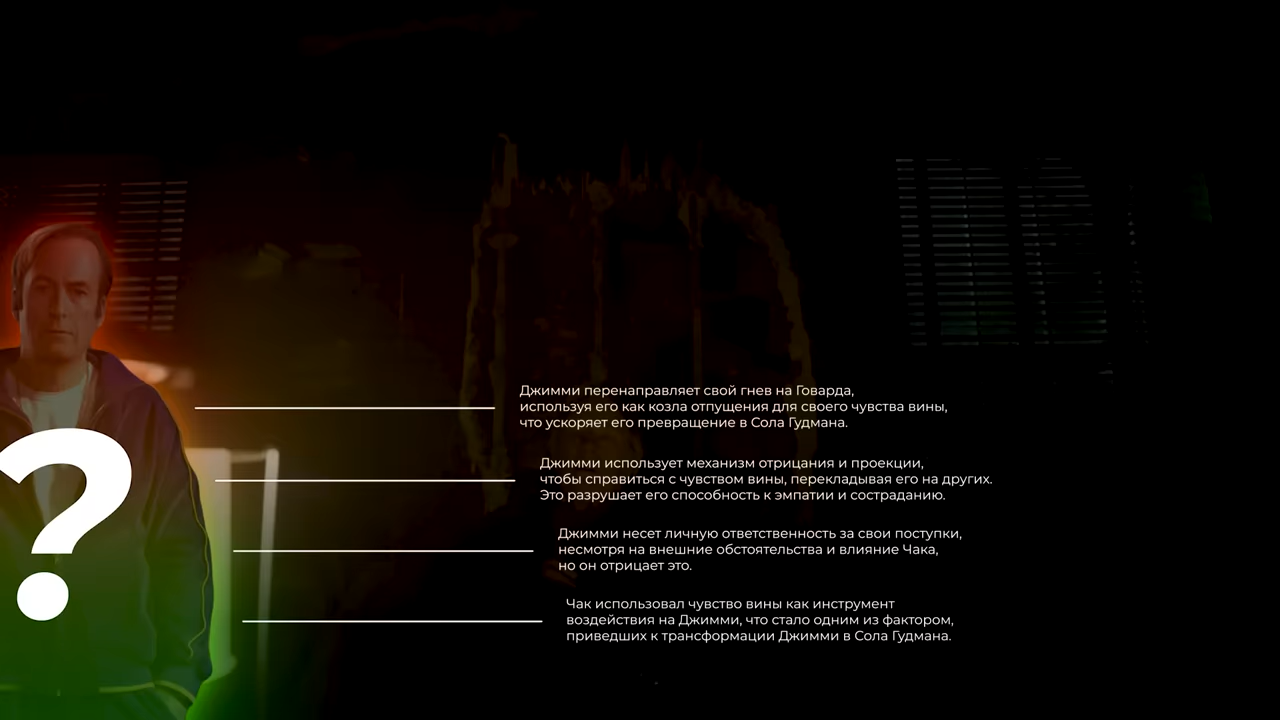 Джимми перенаправляет свой гнев на Говарда,
используя его как козла отпущения для своего чувства вины,
что ускоряет его превращение в Сола Гудмана.
Джимми использует механизм отрицания и проекции,
чтобы справиться с чувством вины, перекладывая его на других.
Это разрушает его способность к эмпатии и состраданию.
Джимми несет личную ответственность за свои поступки,
несмотря на внешние обстоятельства и влияние Чака,
но он отрицает это.
Чак использовал чувство вины как инструмент
воздействия на Джимми, что стало одним из фактором,
приведших к трансформации Джимми в Сола Гудмана.
?